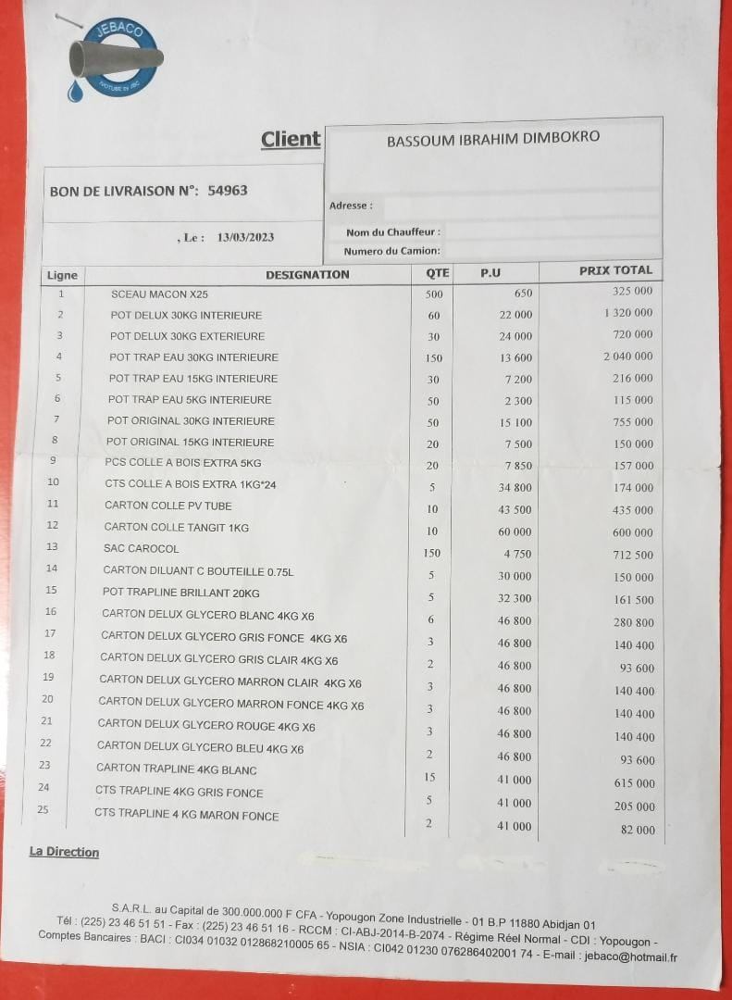 JEBACO
IVOTUBE by JBC
Client
BASSOUM IBRAHIM DIMBOKRO
BON DE LIVRAISON N°: 54963
Adresse :
, Le : 13/03/2023
Nom du Chauffeur :
Numero du Camion:
Ligne DESIGNATION QTE P.U PRIX TOTAL
1 SCEAU MACON X25 500 650 325 000
2 POT DELUX 30KG INTERIEURE 60 22 000 1 320 000
3 POT DELUX 30KG EXTERIEURE 30 24 000 720 000
4 POT TRAP EAU 30KG INTERIEURE 150 13 600 2 040 000
5 POT TRAP EAU 15KG INTERIEURE 30 7 200 216 000
6 POT TRAP EAU 5KG INTERIEURE 50 2 300 115 000
7 POT ORIGINAL 30KG INTERIEURE 50 15 100 755 000
8 POT ORIGINAL 15KG INTERIEURE 20 7 500 150 000
9 PCS COLLE A BOIS EXTRA 5KG 20 7 850 157 000
10 CTS COLLE A BOIS EXTRA 1KG*24 5 34 800 174 000
11 CARTON COLLE PV TUBE 10 43 500 435 000
12 CARTON COLLE TANGIT 1KG 10 60 000 600 000
13 SAC CAROCOL 150 4 750 712 500
14 CARTON DILUANT C BOUTEILLE 0.75L 5 30 000 150 000
15 POT TRAPLINE BRILLANT 20KG 5 32 300 161 500
16 CARTON DELUX GLYCERO BLANC 4KG X6 6 46 800 280 800
17 CARTON DELUX GLYCERO GRIS FONCE 4KG X6 3 46 800 140 400
18 CARTON DELUX GLYCERO GRIS CLAIR 4KG X6 2 46 800 93 600
19 CARTON DELUX GLYCERO MARRON CLAIR 4KG X6 3 46 800 140 400
20 CARTON DELUX GLYCERO MARRON FONCE 4KG X6 3 46 800 140 400
21 CARTON DELUX GLYCERO ROUGE 4KG X6 3 46 800 140 400
22 CARTON DELUX GLYCERO BLEU 4KG X6 2 46 800 93 600
23 CARTON TRAPLINE 4KG BLANC 15 41 000 615 000
24 CTS TRAPLINE 4KG GRIS FONCE 5 41 000 205 000
25 CTS TRAPLINE 4 KG MARON FONCE 2 41 000 82 000
La Direction
S.A.R.L. au Capital de 300.000.000 F CFA - Yopougon Zone Industrielle - 01 B.P 11880 Abidjan 01
Tél : (225) 23 46 51 51 - Fax : (225) 23 46 51 16 - RCCM : CI-ABJ-2014-B-2074 - Régime Réel Normal - CDI : Yopougon -
Comptes Bancaires : BACI : CI034 01032 012868210005 65 - NSIA : CI042 01230 076286402001 74 - E-mail : jebaco@hotmail.fr